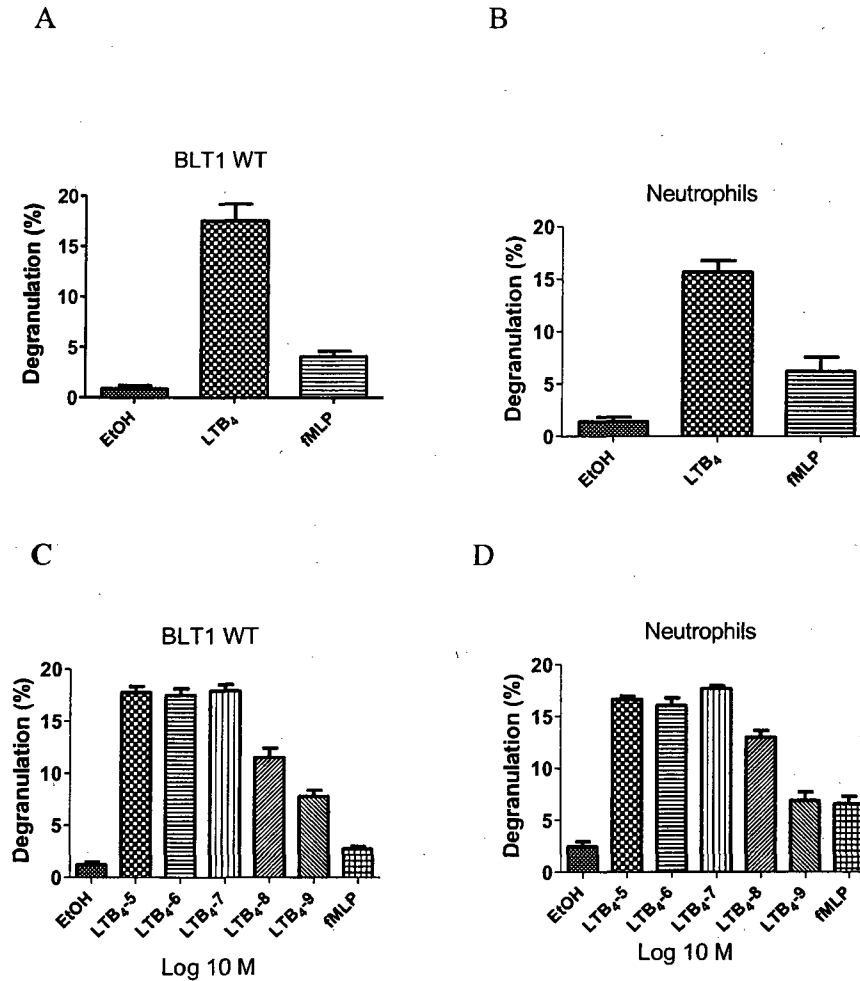 A
B
BLT1 WT
Degranulation (%)
20
15
10
5
0
EtOH
LTB4
fMLP
Neutrophils
Degranulation (%)
20
15
10
5
0
EtOH
LTB4
fMLP
C
D
BLT1 WT
Degranulation (%)
20
15
10
5
0
EtOH
LTB4-5
LTB4-6
LTB4-7
LTB4-8
LTB4-9
fMLP
Log 10 M
Neutrophils
Degranulation (%)
20
15
10
5
0
EtOH
LTB4-5
LTB4-6
LTB4-7
LTB4-8
LTB4-9
fMLP
Log 10 M